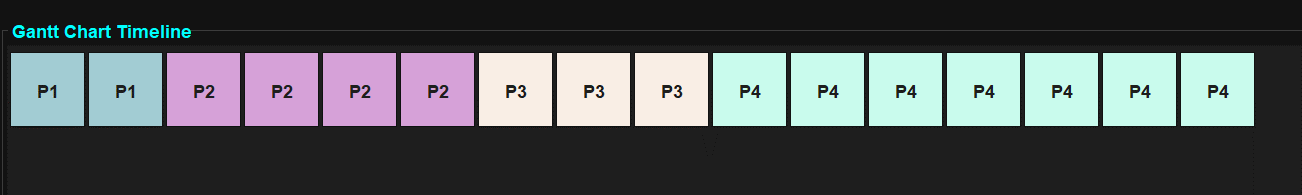 Gantt Chart Timeline
P1 P1 P2 P2 P2 P2 P3 P3 P3 P4 P4 P4 P4 P4 P4 P4